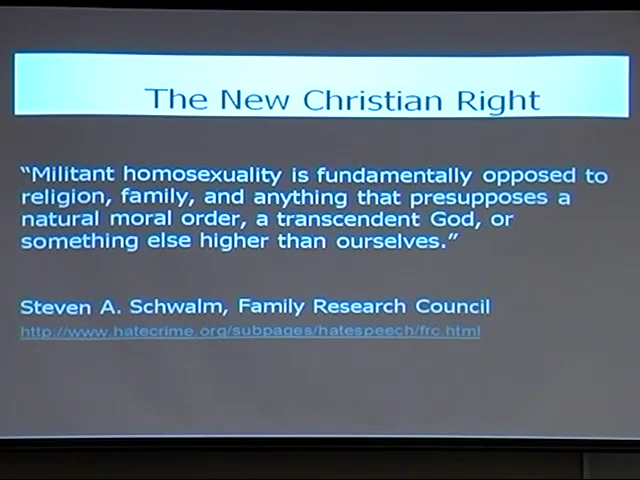 The New Christian Right
“Militant homosexuality is fundamentally opposed to
religion, family, and anything that presupposes a
natural moral order, a transcendent God, or
something else higher than ourselves.”
Steven A. Schwalm, Family Research Council
http://www.hatecrime.org/subpages/hatespeech/frc.html